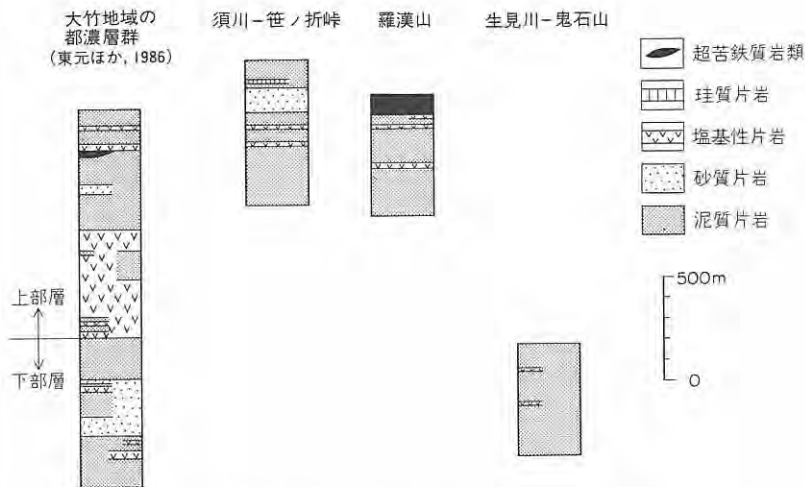 大竹地域の
都濃層群
(東元ほか, 1986)
須川−笹ノ折峠
羅漢山
生見川−鬼石山
超苦鉄質岩類
珪質片岩
塩基性片岩
砂質片岩
泥質片岩
上部層
下部層
500m
0